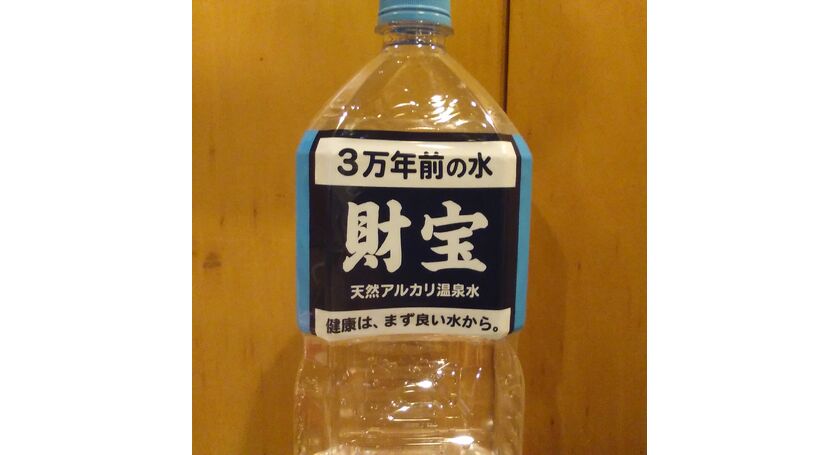 3万年前の水
財宝
天然アルカリ温泉水
健康は、まず良い水から。